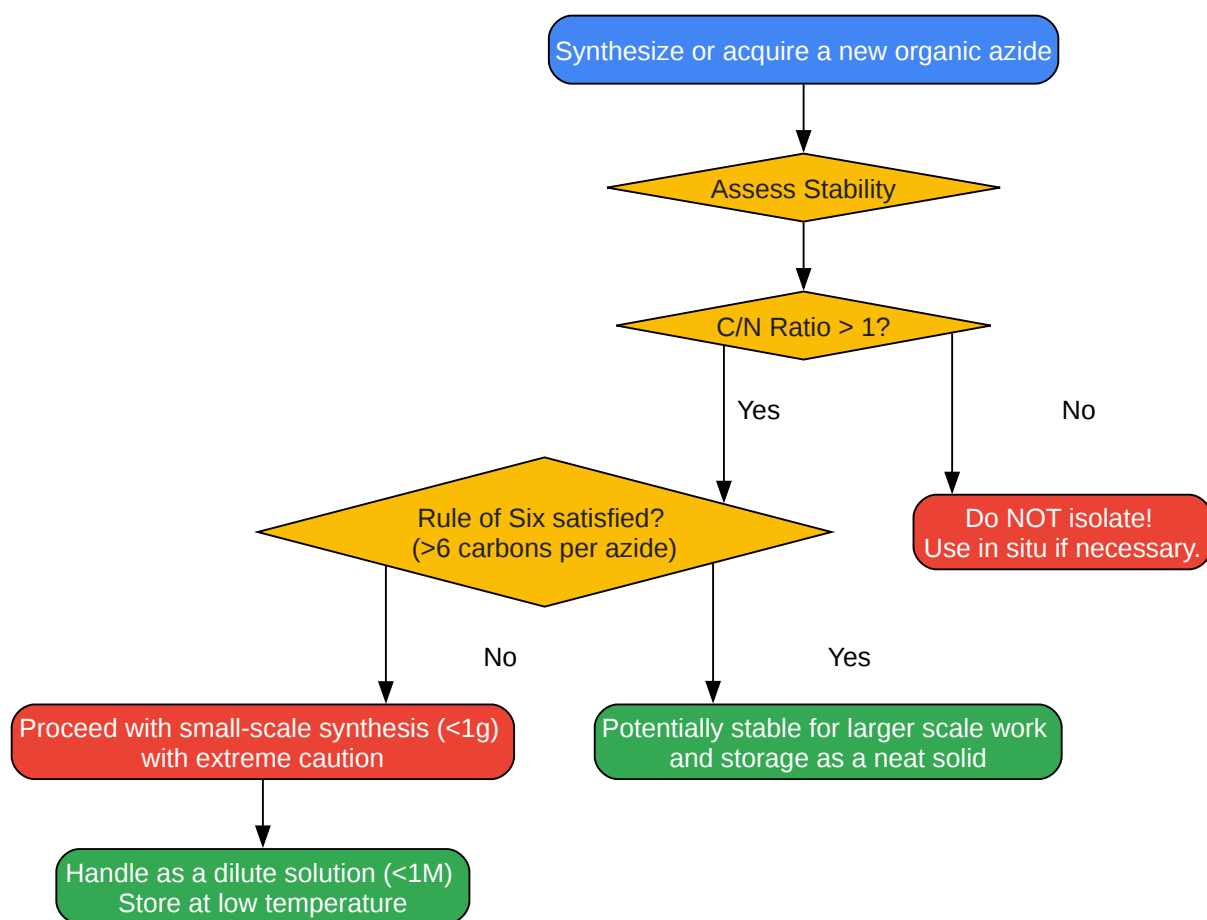 Synthesize or acquire a new organic azide
Assess Stability
C/N Ratio > 1?
Yes
No
Rule of Six satisfied?
(>6 carbons per azide)
Do NOT isolate!
Use in situ if necessary.
No
Yes
Proceed with small-scale synthesis (<1g)
with extreme caution
Potentially stable for larger scale work
and storage as a neat solid
Handle as a dilute solution (<1M)
Store at low temperature